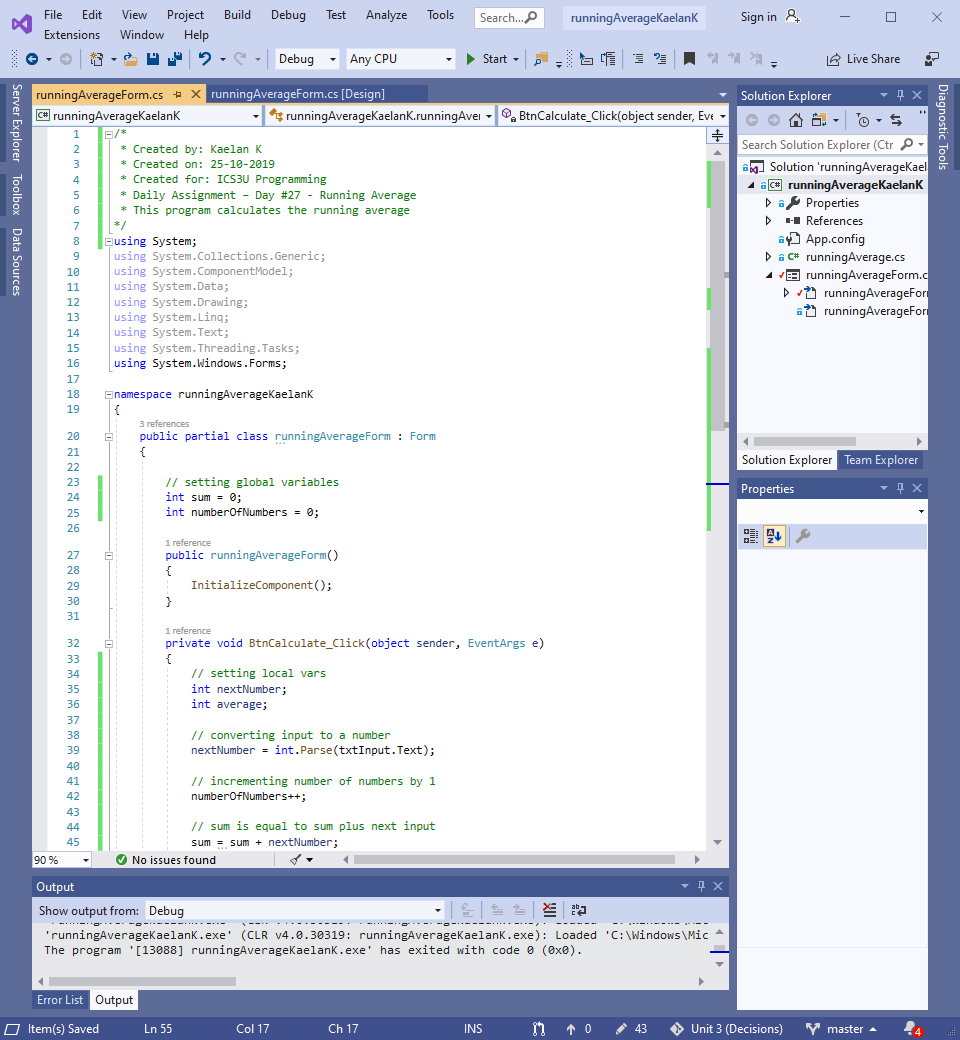 File Edit View Project Build Debug Test Analyze Tools Search... runningAverageKaelanK Sign in
Extensions Window Help
Debug Any CPU Start Live Share
Server Explorer
Toolbox
Data Sources
runningAverageForm.cs runningAverageForm.cs [Design]
runningAverageKaelanK runningAverageKaelanK.runningAver BtnCalculate_Click(object sender, Eve
1 /*
2 * Created by: Kaelan K
3 * Created on: 25-10-2019
4 * Created for: ICS3U Programming
5 * Daily Assignment – Day #27 - Running Average
6 * This program calculates the running average
7 */
8 using System;
9 using System.Collections.Generic;
10 using System.ComponentModel;
11 using System.Data;
12 using System.Drawing;
13 using System.Linq;
14 using System.Text;
15 using System.Threading.Tasks;
16 using System.Windows.Forms;
17
18 namespace runningAverageKaelanK
19 {
3 references
20 public partial class runningAverageForm : Form
21 {
22
23 // setting global variables
24 int sum = 0;
25 int numberOfNumbers = 0;
26
1 reference
27 public runningAverageForm()
28 {
29 InitializeComponent();
30 }
31
1 reference
32 private void BtnCalculate_Click(object sender, EventArgs e)
33 {
34 // setting local vars
35 int nextNumber;
36 int average;
37
38 // converting input to a number
39 nextNumber = int.Parse(txtInput.Text);
40
41 // incrementing number of numbers by 1
42 numberOfNumbers++;
43
44 // sum is equal to sum plus next input
45 sum = sum + nextNumber;
90 % No issues found
Output
Show output from: Debug
'runningAverageKaelanK.exe' (CLR v4.0.30319: runningAverageKaelanK.exe): Loaded 'C:\Windows\Mic
The program '[13088] runningAverageKaelanK.exe' has exited with code 0 (0x0).
Error List Output
Solution Explorer
Search Solution Explorer (Ctr
Solution 'runningAverageKael
C# runningAverageKaelanK
Properties
References
App.config
C# runningAverage.cs
runningAverageForm.c
runningAverageFor
runningAverageFor
Solution Explorer Team Explorer
Properties
Diagnostic Tools
Item(s) Saved Ln 55 Col 17 Ch 17 INS 0 43 Unit 3 (Decisions) master 4